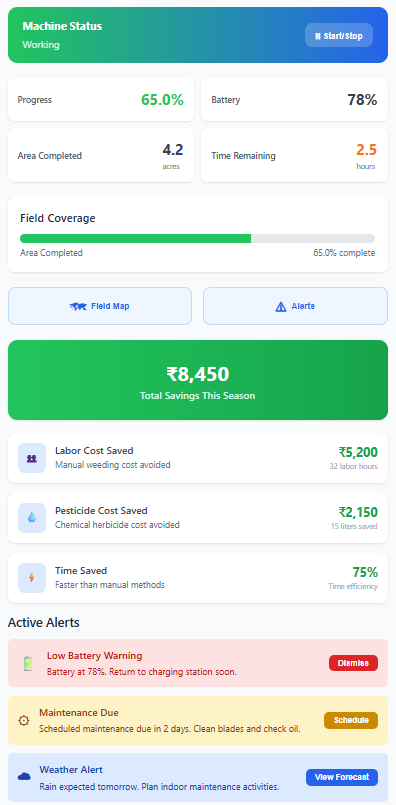 Machine Status
Working
Start/Stop
Progress
65.0%
Battery
78%
Area Completed
4.2
acres
Time Remaining
2.5
hours
Field Coverage
Area Completed
65.0% complete
Field Map
Alerts
₹8,450
Total Savings This Season
Labor Cost Saved
Manual weeding cost avoided
₹5,200
32 labor hours
Pesticide Cost Saved
Chemical herbicide cost avoided
₹2,150
15 liters saved
Time Saved
Faster than manual methods
75%
Time efficiency
Active Alerts
Low Battery Warning
Battery at 78%. Return to charging station soon.
Dismiss
Maintenance Due
Scheduled maintenance due in 2 days. Clean blades and check oil.
Schedule
Weather Alert
Rain expected tomorrow. Plan indoor maintenance activities.
View Forecast